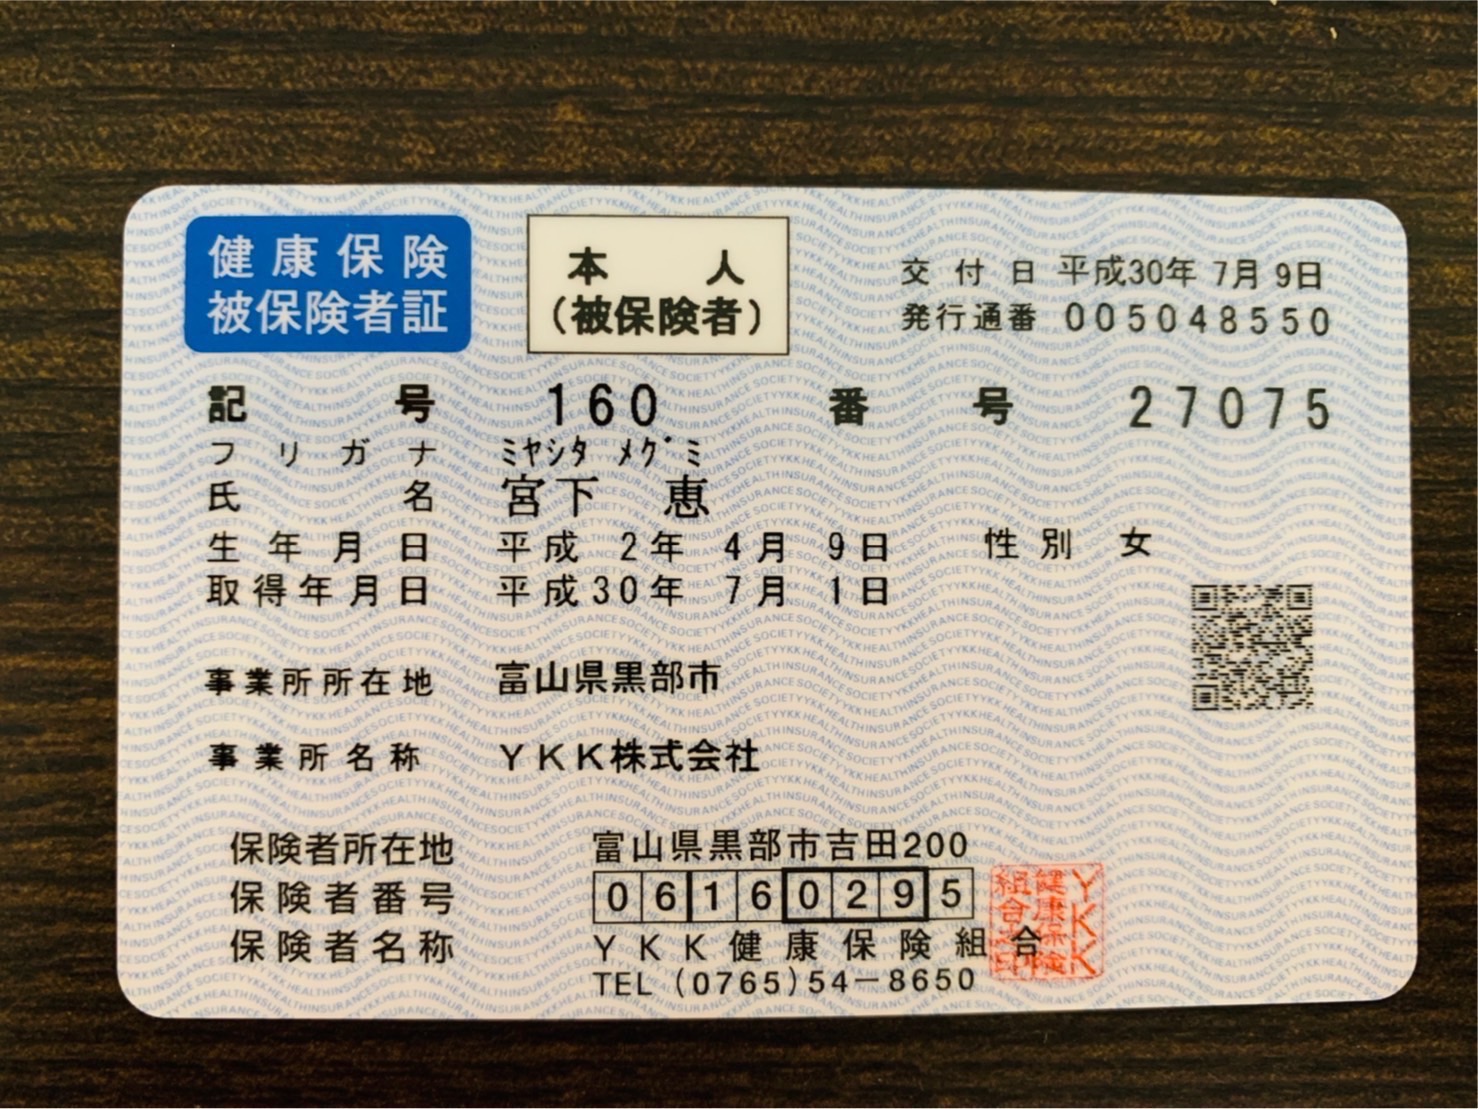 健康保険
被保険者証
本人
(被保険者)
交付日 平成30年 7月 9日
発行通番 005048550
記号 160 番号 27075
フリガナ ﾐﾔｼﾀ ﾒｸﾞﾐ
氏名 宮下 恵
生年月日 平成 2年 4月 9日 性別 女
取得年月日 平成30年 7月 1日
事業所所在地 富山県黒部市
事業所名称 YKK株式会社
保険者所在地 富山県黒部市吉田200
保険者番号 06160295
保険者名称 YKK健康保険組合
TEL (0765)54-8650